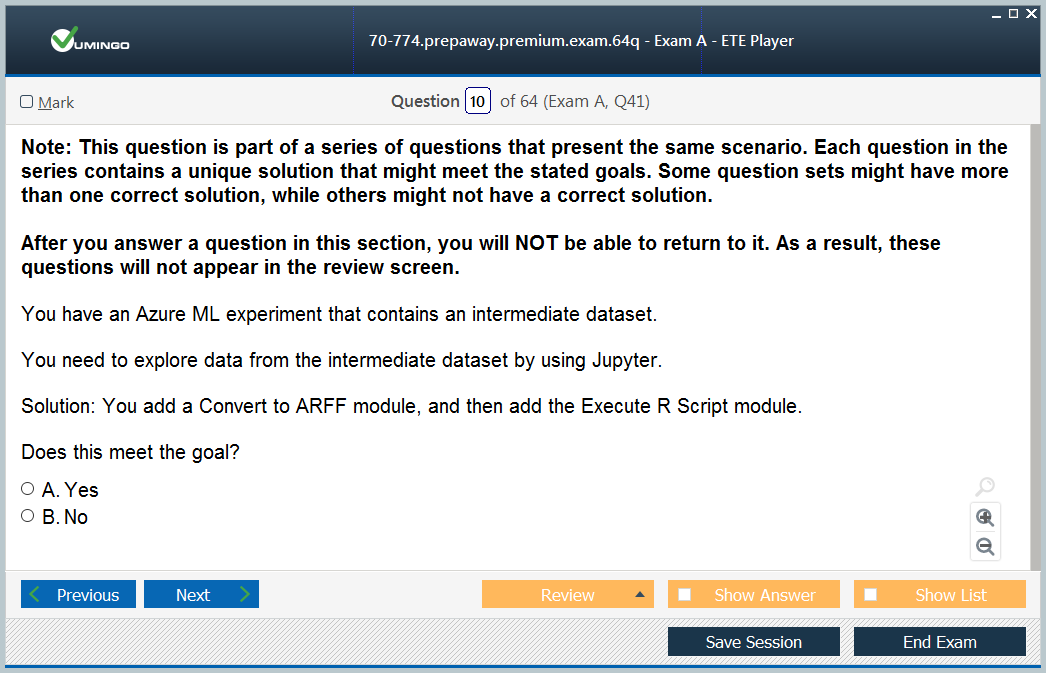 VUMINGO
70-774.prepaway.premium.exam.64q - Exam A - ETE Player
Mark
Question 10 of 64 (Exam A, Q41)
Note: This question is part of a series of questions that present the same scenario. Each question in the
series contains a unique solution that might meet the stated goals. Some question sets might have more
than one correct solution, while others might not have a correct solution.
After you answer a question in this section, you will NOT be able to return to it. As a result, these
questions will not appear in the review screen.
You have an Azure ML experiment that contains an intermediate dataset.
You need to explore data from the intermediate dataset by using Jupyter.
Solution: You add a Convert to ARFF module, and then add the Execute R Script module.
Does this meet the goal?
A. Yes
B. No
Previous
Next
Review
Show Answer
Show List
Save Session
End Exam